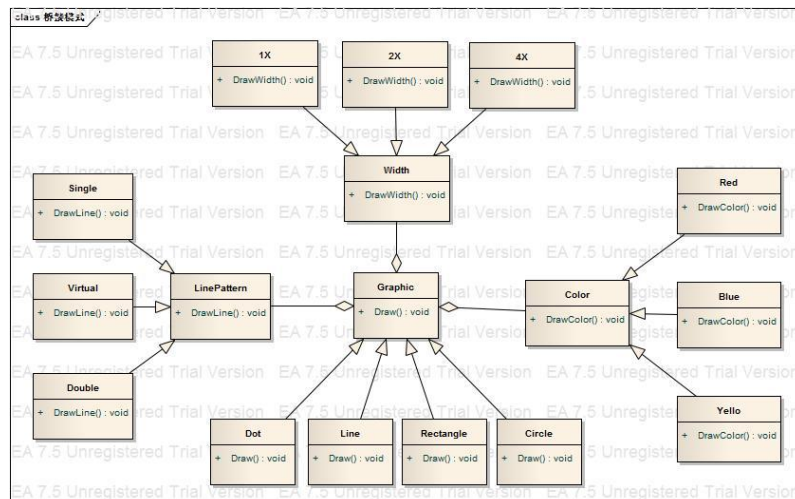 class 桥接模式
EA 7.5 Unregistered Trial Version
1X
+ DrawWidth() : void
2X
+ DrawWidth() : void
4X
+ DrawWidth() : void
Width
+ DrawWidth() : void
Single
+ DrawLine() : void
Virtual
+ DrawLine() : void
Double
+ DrawLine() : void
LinePattern
+ DrawLine() : void
Graphic
+ Draw() : void
Color
+ DrawColor() : void
Red
+ DrawColor() : void
Blue
+ DrawColor() : void
Yello
+ DrawColor() : void
Dot
+ Draw() : void
Line
+ Draw() : void
Rectangle
+ Draw() : void
Circle
+ Draw() : void